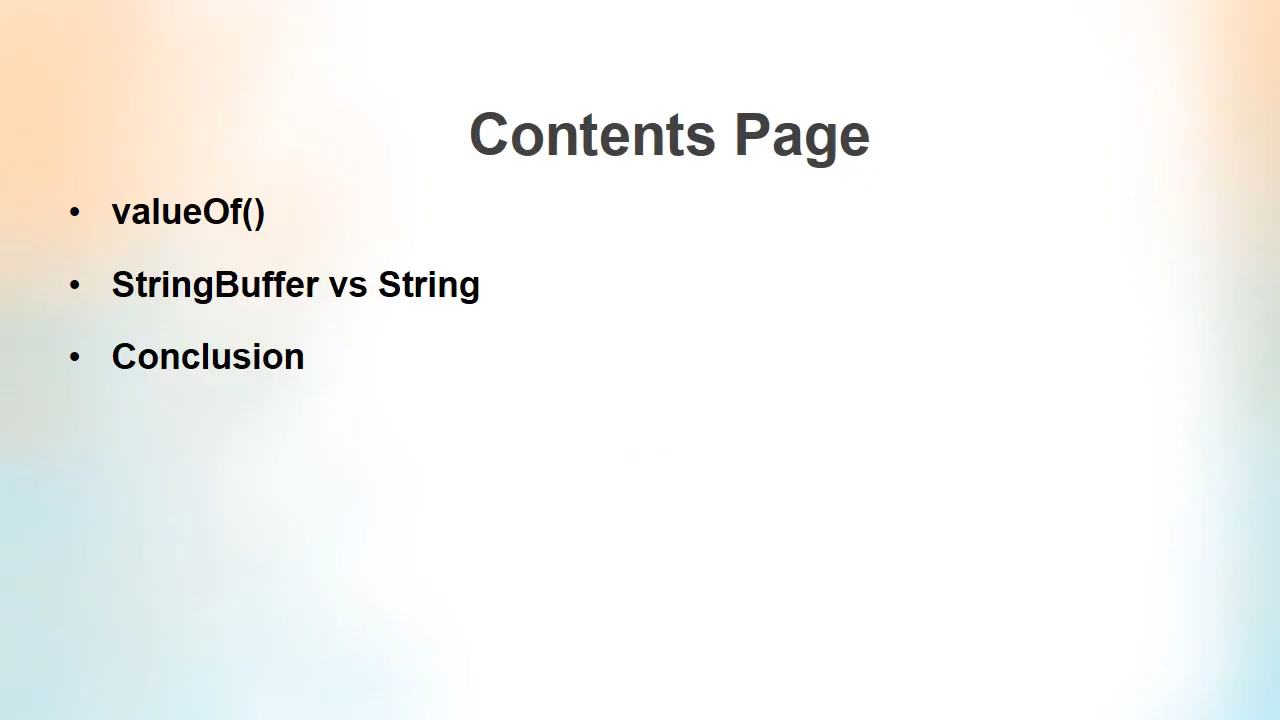 Contents Page
• valueOf()
• StringBuffer vs String
• Conclusion